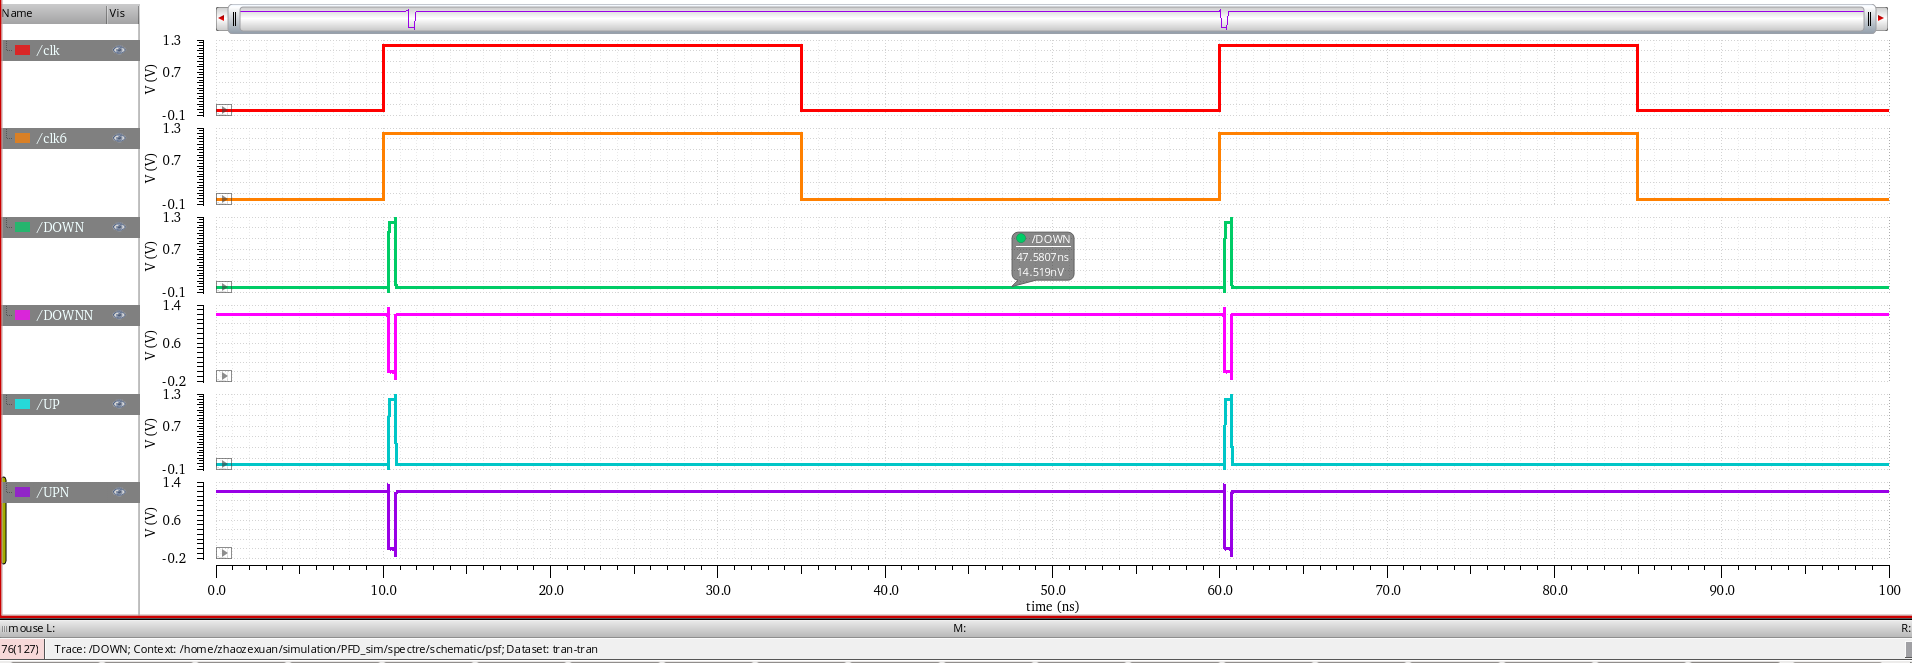 Name Vis
/clk
1.3
0.7
-0.1
V (V)
/clk6
1.3
0.7
-0.1
V (V)
/DOWN
1.3
0.7
-0.1
V (V)
/DOWN
47.5807ns
14.519nV
/DOWNN
1.4
0.6
-0.2
V (V)
/UP
1.3
0.7
-0.1
V (V)
/UPN
1.4
0.6
-0.2
V (V)
0.0 10.0 20.0 30.0 40.0 50.0 60.0 70.0 80.0 90.0 100
time (ns)
mouse L: M: R:
76(127) Trace: /DOWN; Context: /home/zhaozexuan/simulation/PFD_sim/spectre/schematic/psf; Dataset: tran-tran